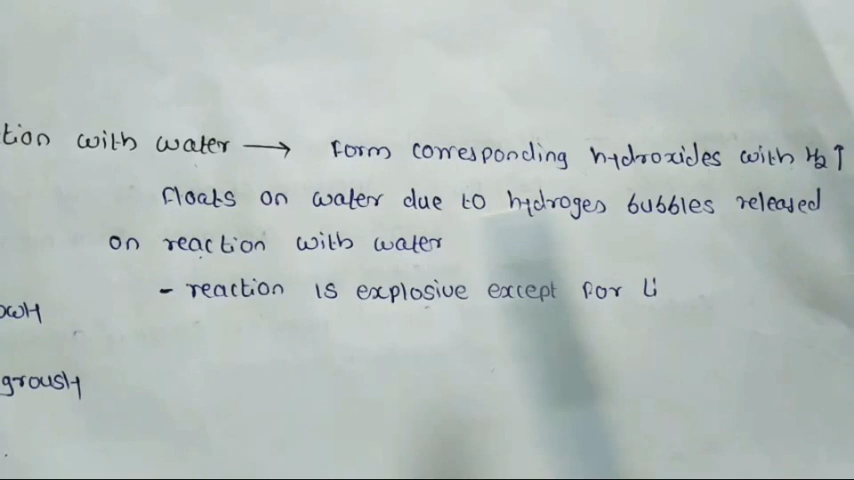 tion with water → form corresponding hydroxides with H2↑
floats on water due to hydroges bubbles released
on reaction with water
- reaction is explosive except for Li
owly
grously